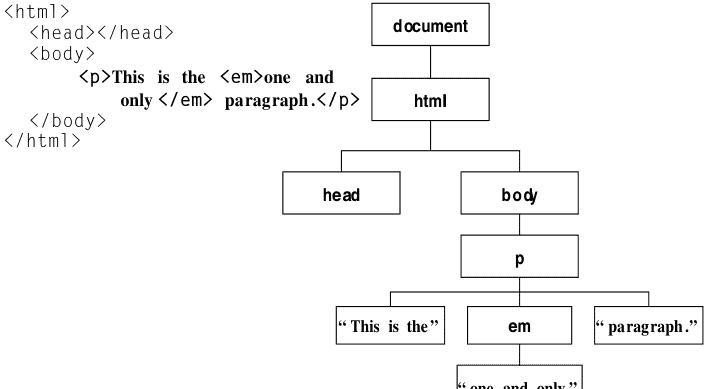 <html>
<head></head>
<body>
<p>This is the <em>one and
only</em> paragraph.</p>
</body>
</html>
document
html
head
body
p
“This is the”
em
“paragraph.”
“one and only”